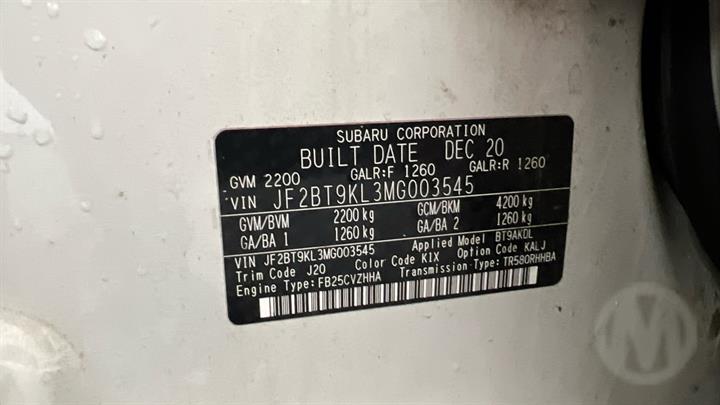 SUBARU CORPORATION
BUILT DATE DEC 20
GVM 2200 GALR:F 1260 GALR:R 1260
VIN JF2BT9KL3MG003545
GVM/BVM 2200 kg GCM/BKM 4200 kg
GA/BA 1 1260 kg GA/BA 2 1260 kg
VIN JF2BT9KL3MG003545 Applied Model BT9AKDL
Trim Code J20 Color Code K1X Option Code KALJ
Engine Type:FB25CVZHHA Transmission Type:TR580RHHBA
M